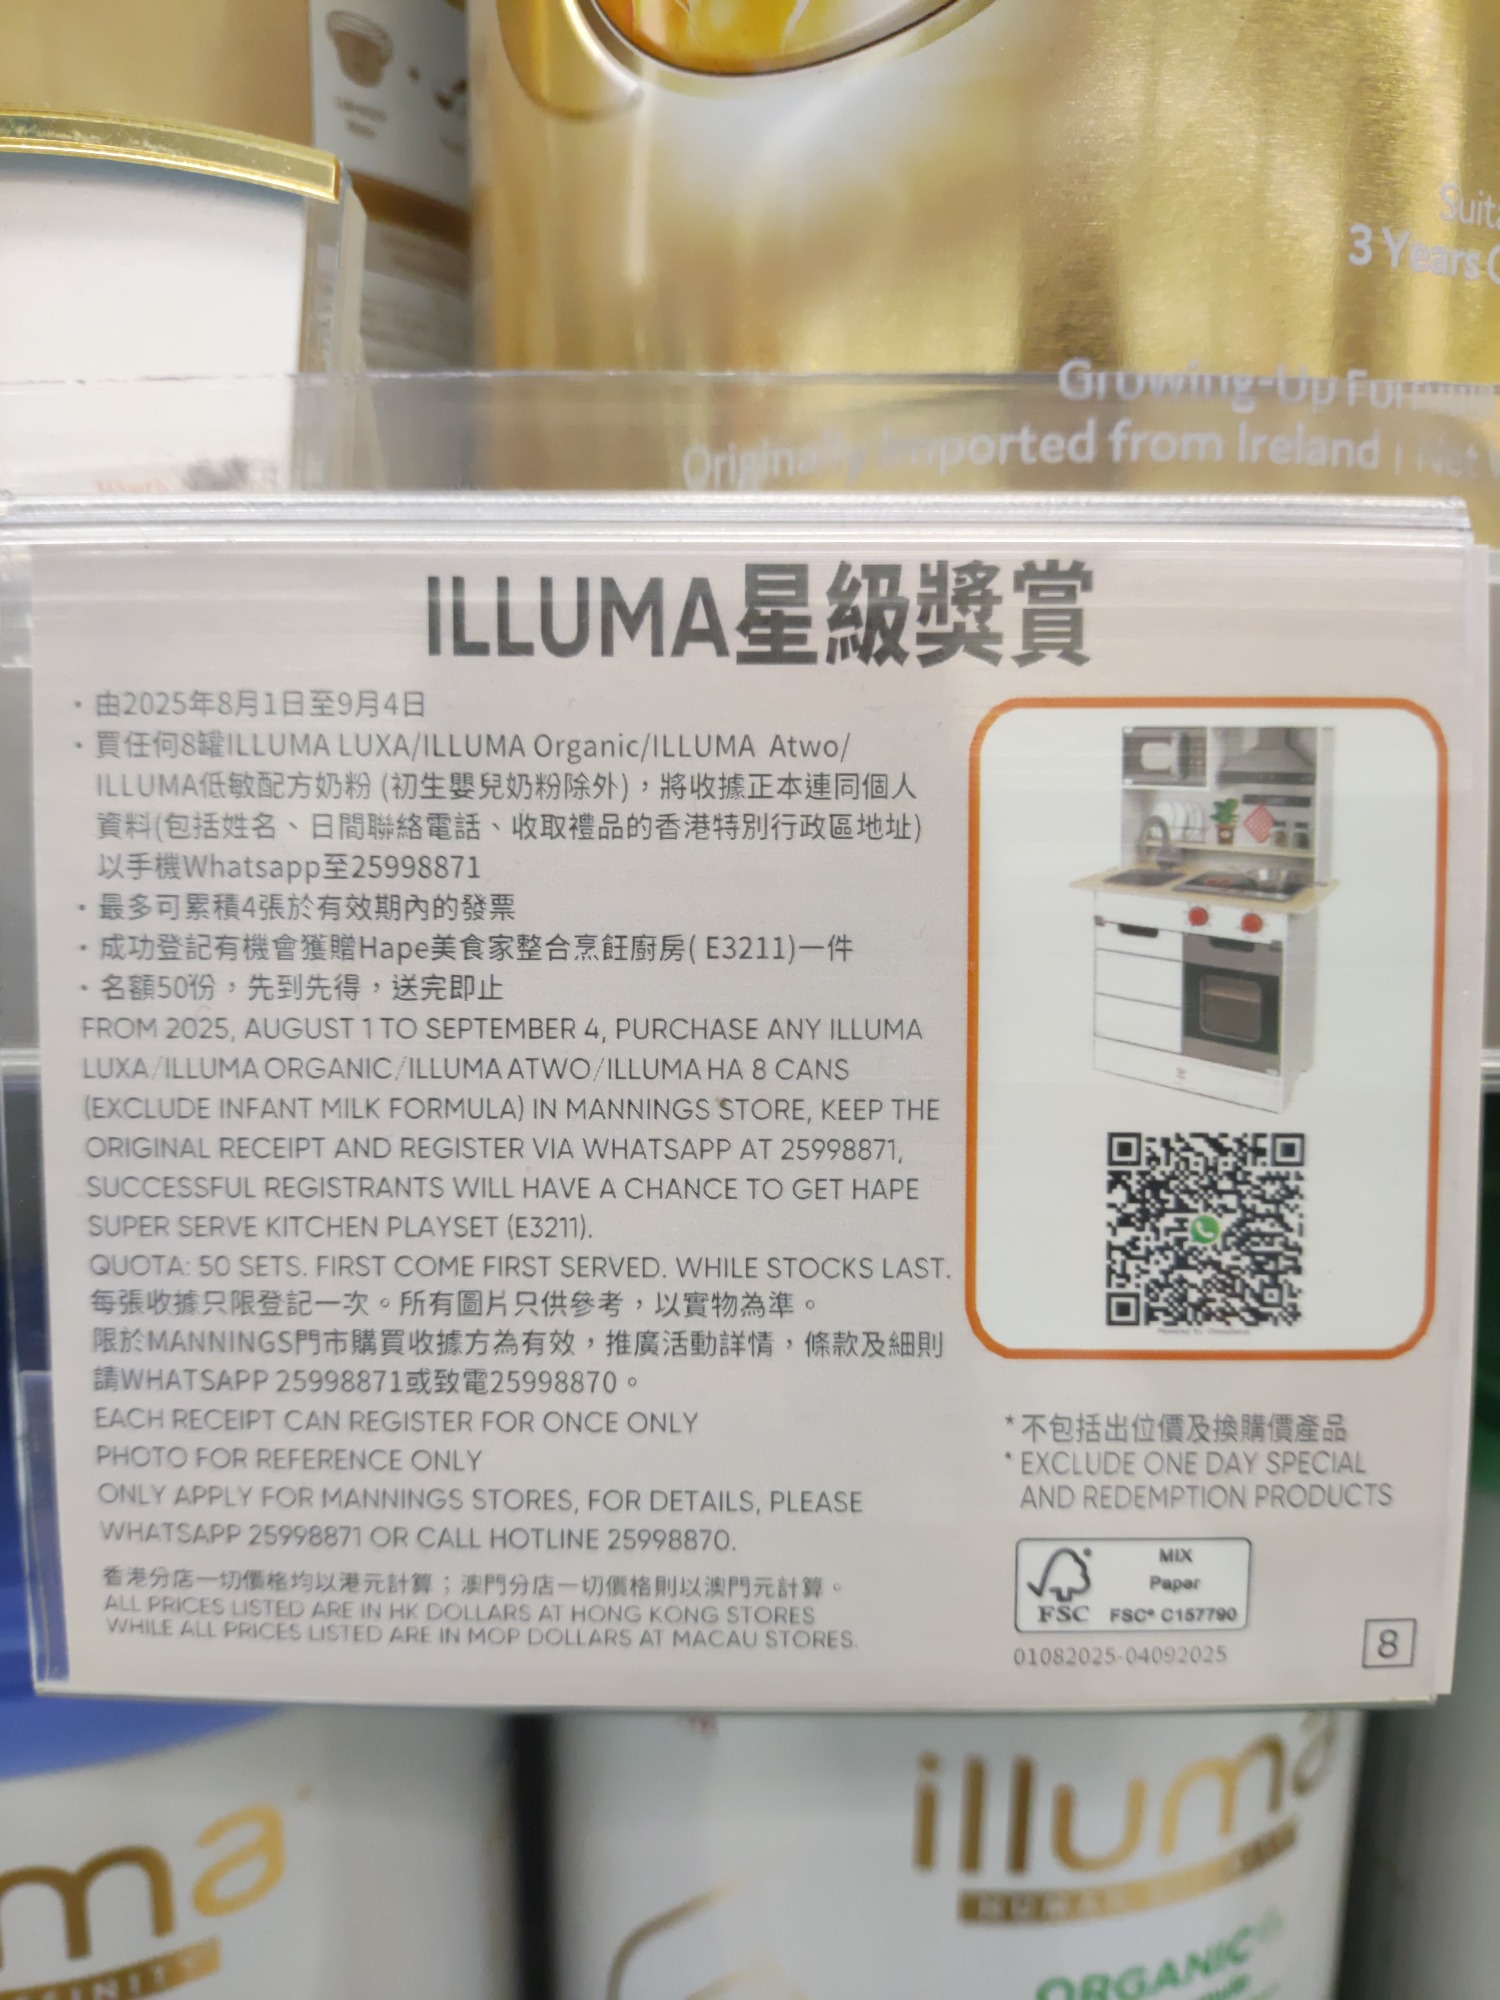 Suit
3 Years
Growing-Up
Originally Imported from Ireland | Net
ILLUMA星級獎賞
・由2025年8月1日至9月4日
・買任何8罐ILLUMA LUXA/ILLUMA Organic/ILLUMA Atwo/
ILLUMA低敏配方奶粉 (初生嬰兒奶粉除外)，將收據正本連同個人
資料(包括姓名、日間聯絡電話、收取禮品的香港特別行政區地址)
以手機Whatsapp至25998871
・最多可累積4張於有效期內的發票
・成功登記有機會獲贈Hape美食家整合烹飪廚房( E3211)一件
・名額50份，先到先得，送完即止
FROM 2025, AUGUST 1 TO SEPTEMBER 4, PURCHASE ANY ILLUMA
LUXA/ILLUMA ORGANIC/ILLUMA ATWO/ILLUMA HA 8 CANS
(EXCLUDE INFANT MILK FORMULA) IN MANNINGS STORE, KEEP THE
ORIGINAL RECEIPT AND REGISTER VIA WHATSAPP AT 25998871,
SUCCESSFUL REGISTRANTS WILL HAVE A CHANCE TO GET HAPE
SUPER SERVE KITCHEN PLAYSET (E3211).
QUOTA: 50 SETS. FIRST COME FIRST SERVED. WHILE STOCKS LAST.
每張收據只限登記一次。所有圖片只供參考，以實物為準。
限於MANNINGS門市購買收據方為有效，推廣活動詳情，條款及細則
請WHATSAPP 25998871或致電25998870。
EACH RECEIPT CAN REGISTER FOR ONCE ONLY
PHOTO FOR REFERENCE ONLY
ONLY APPLY FOR MANNINGS STORES, FOR DETAILS, PLEASE
WHATSAPP 25998871 OR CALL HOTLINE 25998870.
香港分店一切價格均以港元計算；澳門分店一切價格則以澳門元計算。
ALL PRICES LISTED ARE IN HK DOLLARS AT HONG KONG STORES
WHILE ALL PRICES LISTED ARE IN MOP DOLLARS AT MACAU STORES.
*不包括出位價及換購價產品
*EXCLUDE ONE DAY SPECIAL
AND REDEMPTION PRODUCTS
MIX
Paper
FSC FSC® C157790
01082025-04092025
8
ma
illuma
HUMAN
ORGANIC